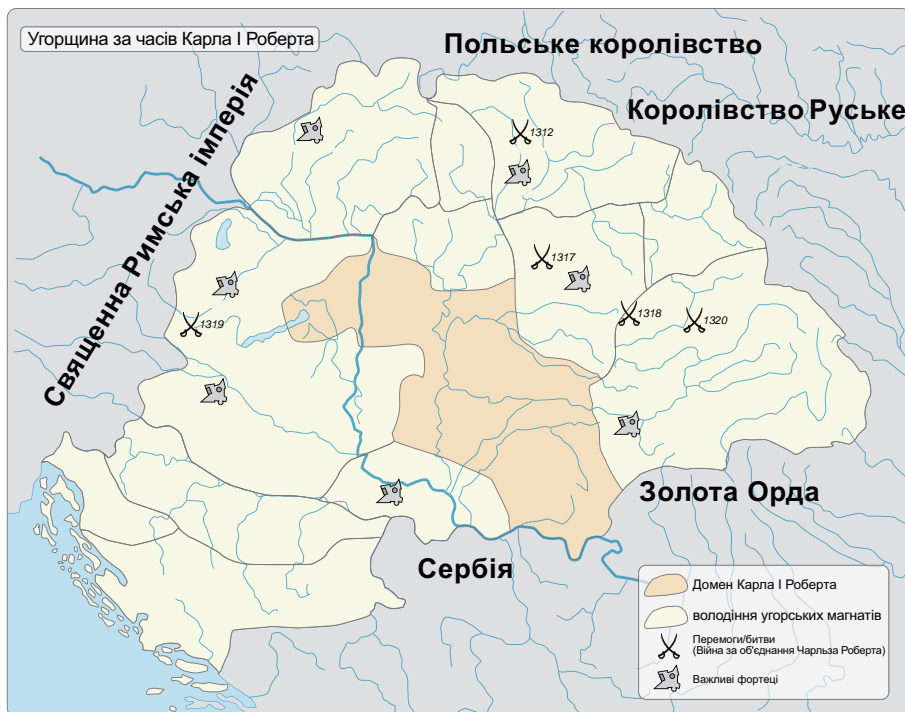 Угорщина за часів Карла І Роберта
Польське королівство
Королівство Руське
Священна Римська імперія
1312
1317
1318
1319
1320
Золота Орда
Сербія
Домен Карла І Роберта
володіння угорських магнатів
Перемоги/битви
(Війна за об'єднання Чарльза Роберта)
Важливі фортеці